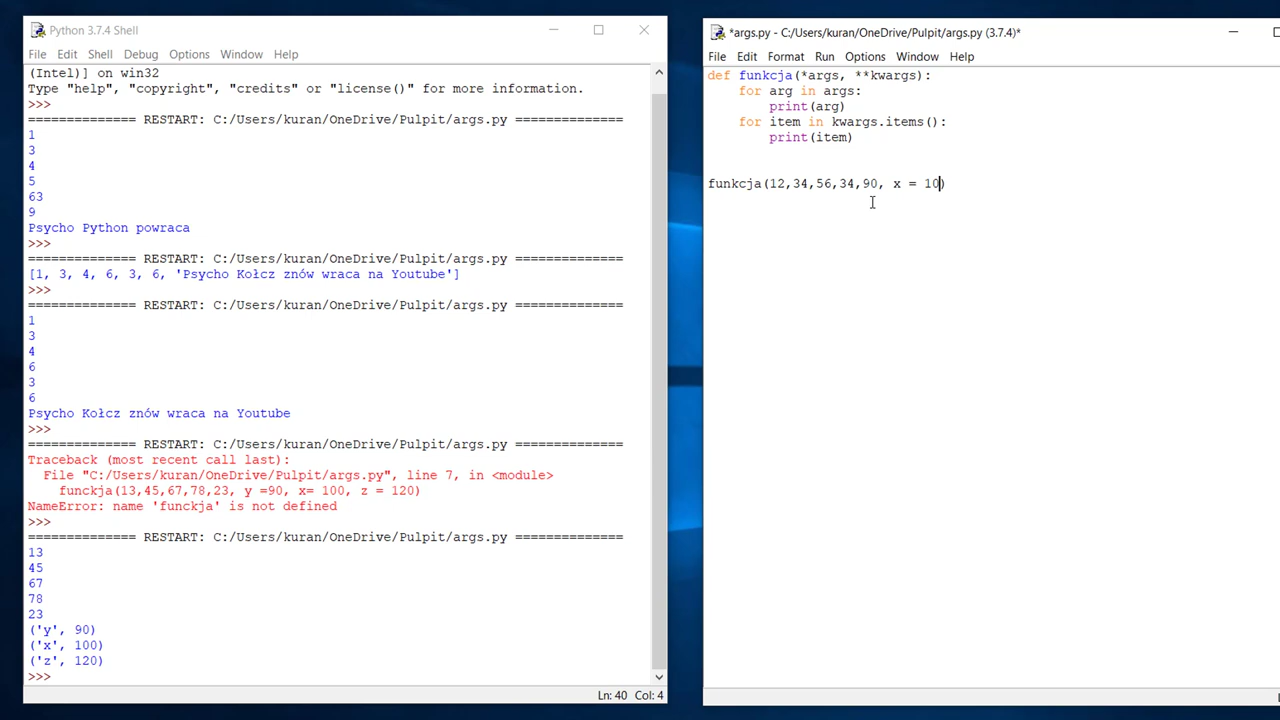 Python 3.7.4 Shell
File Edit Shell Debug Options Window Help
(Intel)] on win32
Type "help", "copyright", "credits" or "license()" for more information.
>>>
============== RESTART: C:/Users/kuran/OneDrive/Pulpit/args.py ==============
1
3
4
5
63
9
Psycho Python powraca
>>>
============== RESTART: C:/Users/kuran/OneDrive/Pulpit/args.py ==============
[1, 3, 4, 6, 3, 6, 'Psycho Kołcz znów wraca na Youtube']
>>>
============== RESTART: C:/Users/kuran/OneDrive/Pulpit/args.py ==============
1
3
4
6
3
6
Psycho Kołcz znów wraca na Youtube
>>>
============== RESTART: C:/Users/kuran/OneDrive/Pulpit/args.py ==============
Traceback (most recent call last):
  File "C:/Users/kuran/OneDrive/Pulpit/args.py", line 7, in <module>
    funckja(13,45,67,78,23, y =90, x= 100, z = 120)
NameError: name 'funckja' is not defined
>>>
============== RESTART: C:/Users/kuran/OneDrive/Pulpit/args.py ==============
13
45
67
78
23
('y', 90)
('x', 100)
('z', 120)
>>>
Ln: 40 Col: 4
*args.py - C:/Users/kuran/OneDrive/Pulpit/args.py (3.7.4)*
File Edit Format Run Options Window Help
def funkcja(*args, **kwargs):
    for arg in args:
        print(arg)
    for item in kwargs.items():
        print(item)
funkcja(12,34,56,34,90, x = 10)